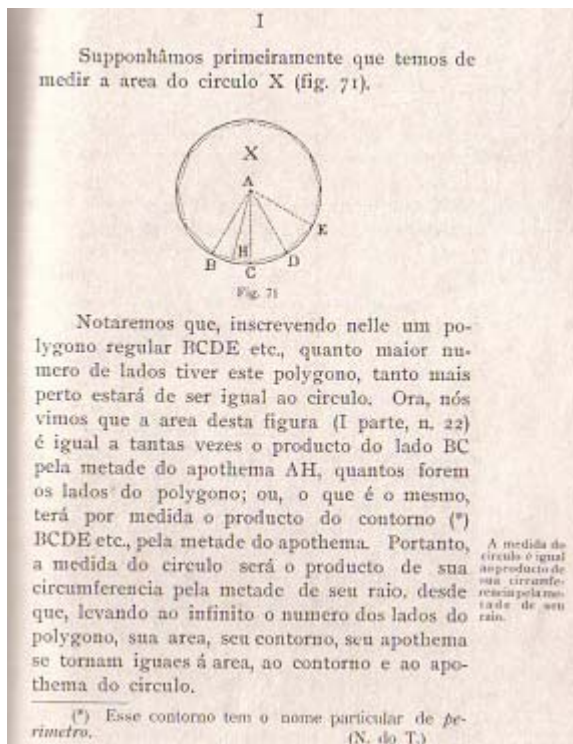 I
Supponhâmos primeiramente que temos de
medir a area do circulo X (fig. 71).
X
A
E
B
H
C
D
Fig. 71
Notaremos que, inscrevendo nelle um po-
lygono regular BCDE etc., quanto maior nu-
mero de lados tiver este polygono, tanto mais
perto estará de ser igual ao circulo. Ora, nós
vimos que a area desta figura (I parte, n. 22)
é igual a tantas vezes o producto do lado BC
pela metade do apothema AH, quantos forem
os lados do polygono; ou, o que é o mesmo,
terá por medida o producto do contorno (*)
BCDE etc., pela metade do apothema. Portanto,
a medida do circulo será o producto de sua
circumferencia pela metade de seu raio, desde
que, levando ao infinito o numero dos lados do
polygono, sua area, seu contorno, seu apothema
se tornam iguaes á area, ao contorno e ao apo-
thema do circulo.
A medida do
circulo é igual
ao producto de
sua circumfe-
rencia pela me-
tade de seu
raio.
(*) Esse contorno tem o nome particular de pe-
rimetro.
(N. do T.)